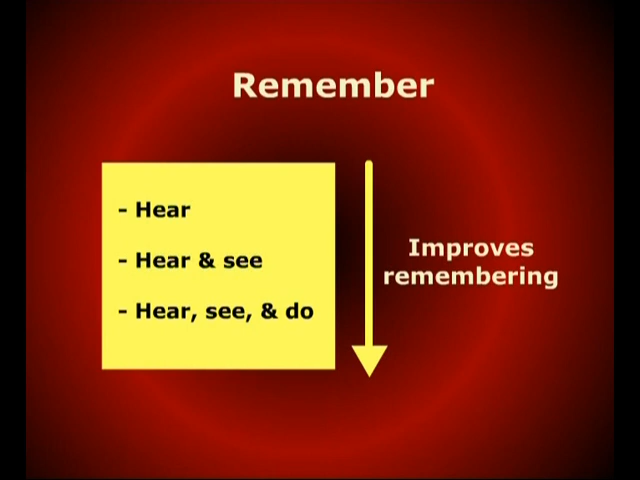 Remember
- Hear
- Hear & see
- Hear, see, & do
Improves
remembering